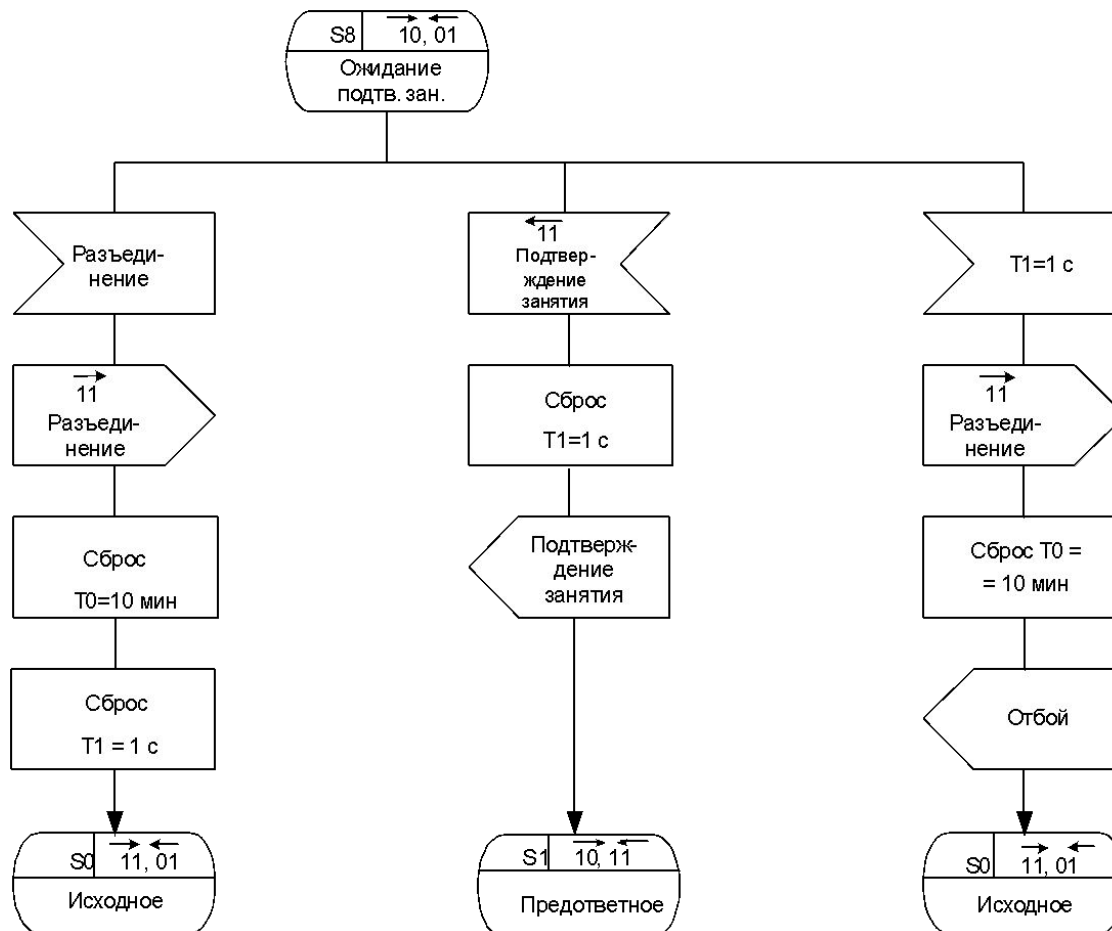 S8 10, 01
Ожидание
подтв. зан.
Разъеди-
нение
11
Разъеди-
нение
Сброс
T0=10 мин
Сброс
T1 = 1 с
S0 11, 01
Исходное
11
Подтвер-
ждение
занятия
Сброс
T1=1 с
Подтверж-
дение
занятия
S1 10, 11
Предответное
T1=1 с
11
Разъеди-
нение
Сброс T0 =
= 10 мин
Отбой
S0 11, 01
Исходное